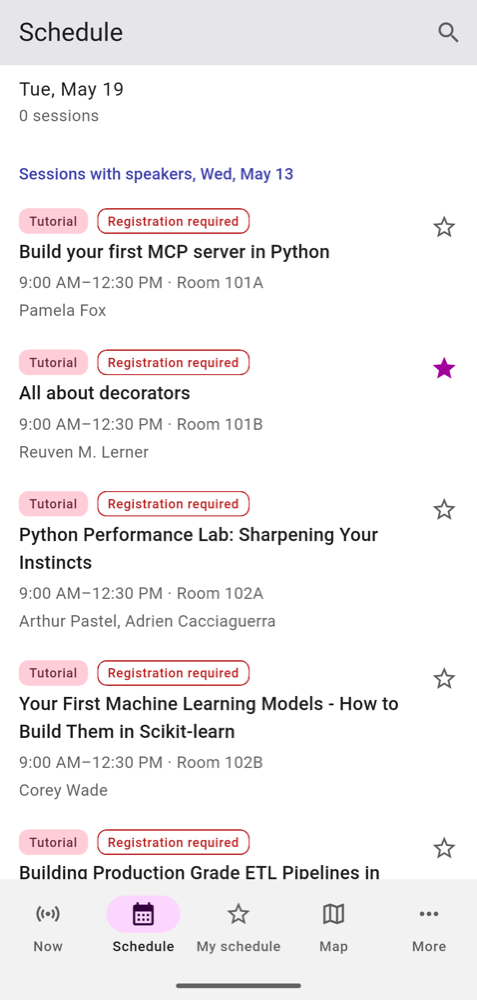 Schedule
Tue, May 19
0 sessions
Sessions with speakers, Wed, May 13
Tutorial Registration required
Build your first MCP server in Python
9:00 AM–12:30 PM · Room 101A
Pamela Fox
Tutorial Registration required
All about decorators
9:00 AM–12:30 PM · Room 101B
Reuven M. Lerner
Tutorial Registration required
Python Performance Lab: Sharpening Your
Instincts
9:00 AM–12:30 PM · Room 102A
Arthur Pastel, Adrien Cacciaguerra
Tutorial Registration required
Your First Machine Learning Models - How to
Build Them in Scikit-learn
9:00 AM–12:30 PM · Room 102B
Corey Wade
Tutorial Registration required
Building Production Grade ETL Pipelines in
Now Schedule My schedule Map More